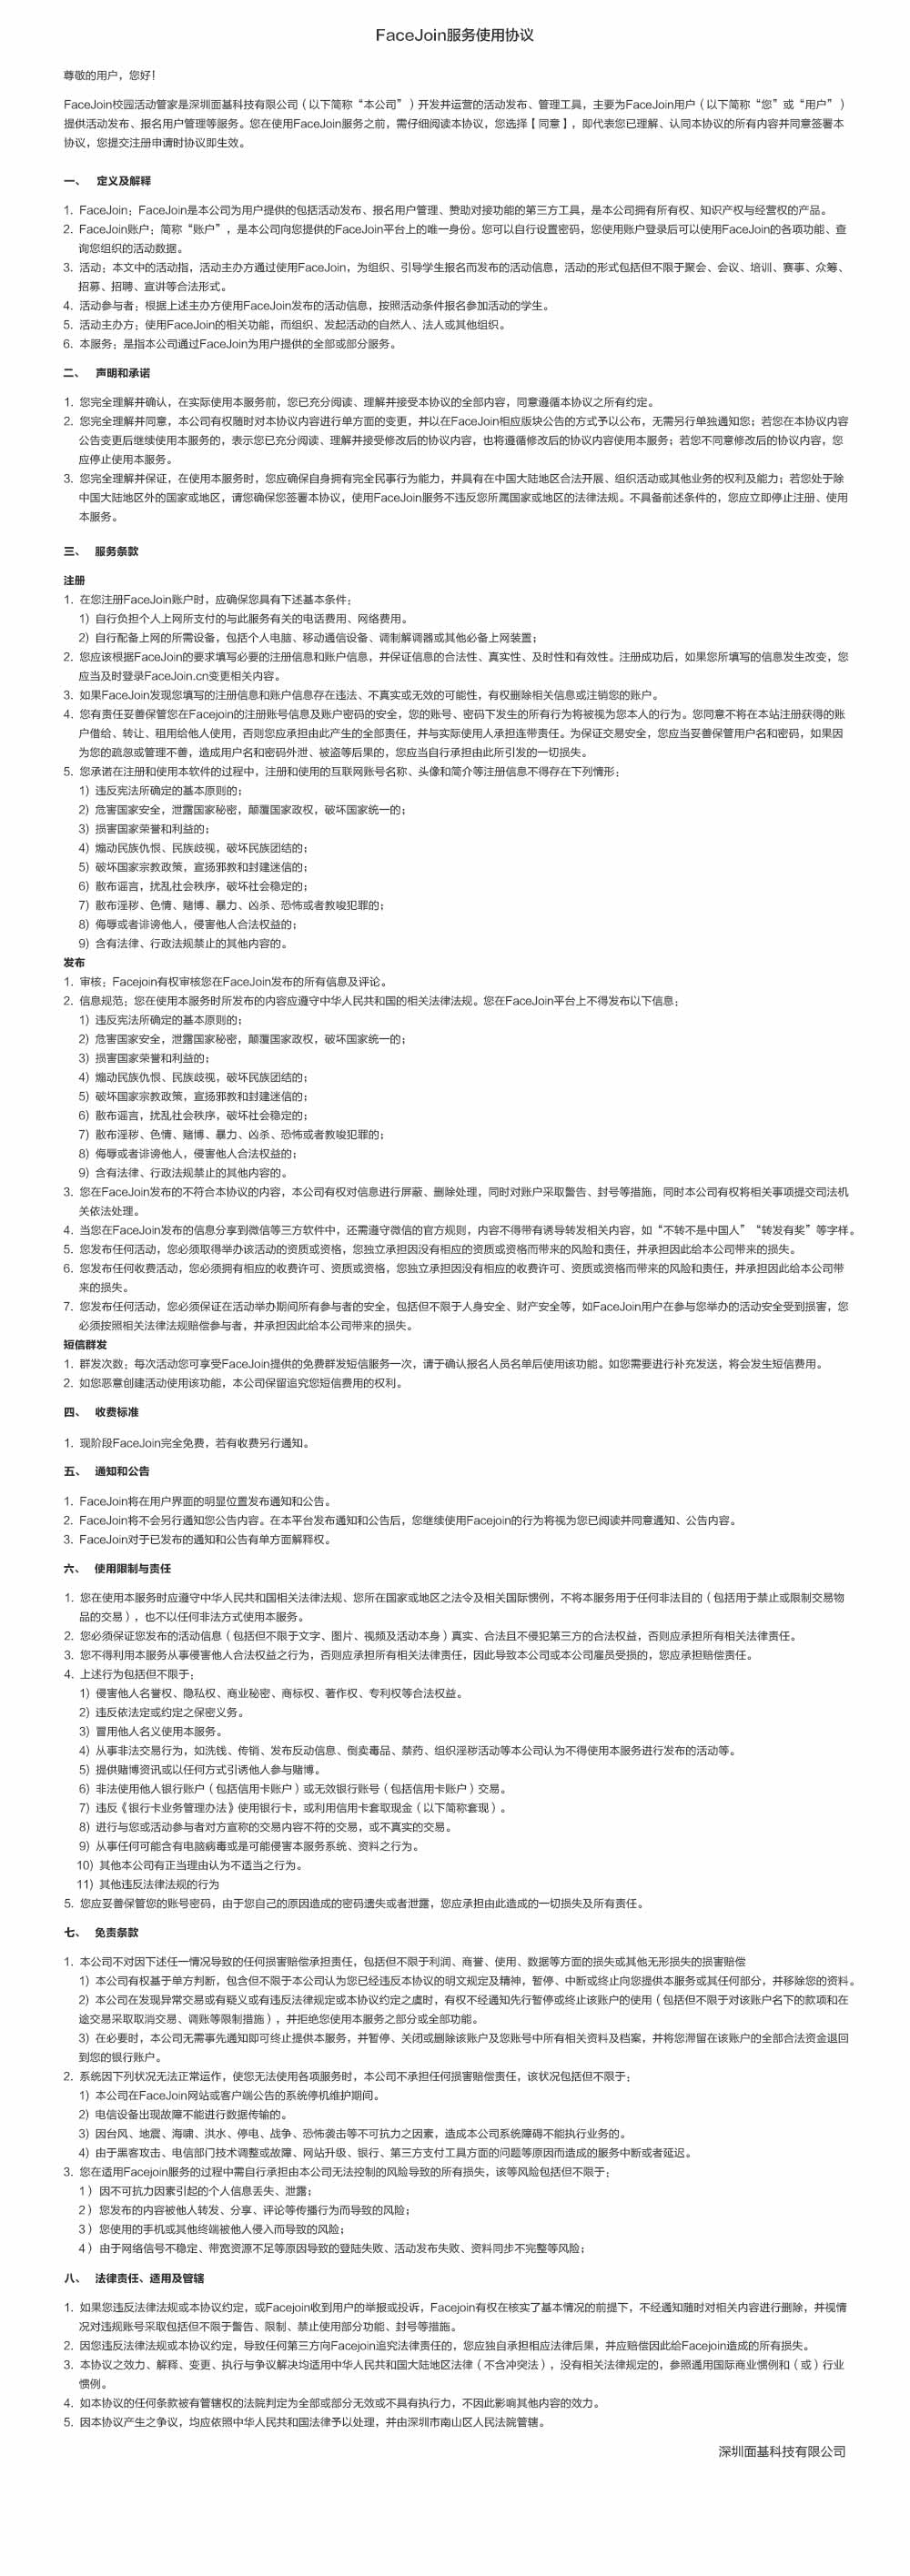 FaceJoin服务使用协议
尊敬的用户，您好！
FaceJoin校园活动管家是深圳面基科技有限公司（以下简称“本公司”）开发并运营的活动发布、管理工具，主要为FaceJoin用户（以下简称“您”或“用户”）
提供活动发布、报名用户管理等服务。您在使用FaceJoin服务之前，需仔细阅读本协议，您选择【同意】，即代表您已理解、认同本协议的所有内容并同意签署本
协议，您提交注册申请时协议即生效。
一、 定义及解释
1. FaceJoin：FaceJoin是本公司为用户提供的包括活动发布、报名用户管理、赞助对接功能的第三方工具，是本公司拥有所有权、知识产权与经营权的产品。
2. FaceJoin账户：简称“账户”，是本公司向您提供的FaceJoin平台上的唯一身份。您可以自行设置密码，您使用账户登录后可以使用FaceJoin的各项功能、查
询您组织的活动数据。
3. 活动：本文中的活动指，活动主办方通过使用FaceJoin，为组织、引导学生报名而发布的活动信息，活动的形式包括但不限于聚会、会议、培训、赛事、众筹、
招募、招聘、宣讲等合法形式。
4. 活动参与者：根据上述主办方使用FaceJoin发布的活动信息，按照活动条件报名参加活动的学生。
5. 活动主办方：使用FaceJoin的相关功能，而组织、发起活动的自然人、法人或其他组织。
6. 本服务：是指本公司通过FaceJoin为用户提供的全部或部分服务。
二、 声明和承诺
1. 您完全理解并确认，在实际使用本服务前，您已充分阅读、理解并接受本协议的全部内容，同意遵循本协议之所有约定。
2. 您完全理解并同意，本公司有权随时对本协议内容进行单方面的变更，并以在FaceJoin相应版块公告的方式予以公布，无需另行单独通知您；若您在本协议内容
公告变更后继续使用本服务的，表示您已充分阅读、理解并接受修改后的协议内容，也将遵循修改后的协议内容使用本服务；若您不同意修改后的协议内容，您
应停止使用本服务。
3. 您完全理解并保证，在使用本服务时，您应确保自身拥有完全民事行为能力，并具有在中国大陆地区合法开展、组织活动或其他业务的权利及能力；若您处于除
中国大陆地区外的国家或地区，请您确保您签署本协议，使用FaceJoin服务不违反您所属国家或地区的法律法规。不具备前述条件的，您应立即停止注册、使用
本服务。
三、 服务条款
注册
1. 在您注册FaceJoin账户时，应确保您具有下述基本条件：
1) 自行负担个人上网所支付的与此服务有关的电话费用、网络费用。
2) 自行配备上网的所需设备，包括个人电脑、移动通信设备、调制解调器或其他必备上网装置；
2. 您应该根据FaceJoin的要求填写必要的注册信息和账户信息，并保证信息的合法性、真实性、及时性和有效性。注册成功后，如果您所填写的信息发生改变，您
应当及时登录FaceJoin.cn变更相关内容。
3. 如果FaceJoin发现您填写的注册信息和账户信息存在违法、不真实或无效的可能性，有权删除相关信息或注销您的账户。
4. 您有责任妥善保管您在Facejoin的注册账号信息及账户密码的安全，您的账号、密码下发生的所有行为将被视为您本人的行为。您同意不将在本站注册获得的账
户借给、转让、租用给他人使用，否则您应承担由此产生的全部责任，并与实际使用人承担连带责任。为保证交易安全，您应当妥善保管用户名和密码，如果因
为您的疏忽或管理不善，造成用户名和密码外泄、被盗等后果的，您应当自行承担由此所引发的一切损失。
5. 您承诺在注册和使用本软件的过程中，注册和使用的互联网账号名称、头像和简介等注册信息不得存在下列情形：
1) 违反宪法所确定的基本原则的；
2) 危害国家安全，泄露国家秘密，颠覆国家政权，破坏国家统一的；
3) 损害国家荣誉和利益的；
4) 煽动民族仇恨、民族歧视，破坏民族团结的；
5) 破坏国家宗教政策，宣扬邪教和封建迷信的；
6) 散布谣言，扰乱社会秩序，破坏社会稳定的；
7) 散布淫秽、色情、赌博、暴力、凶杀、恐怖或者教唆犯罪的；
8) 侮辱或者诽谤他人，侵害他人合法权益的；
9) 含有法律、行政法规禁止的其他内容的。
发布
1. 审核：Facejoin有权审核您在FaceJoin发布的所有信息及评论。
2. 信息规范：您在使用本服务时所发布的内容应遵守中华人民共和国的相关法律法规。您在FaceJoin平台上不得发布以下信息：
1) 违反宪法所确定的基本原则的；
2) 危害国家安全，泄露国家秘密，颠覆国家政权，破坏国家统一的；
3) 损害国家荣誉和利益的；
4) 煽动民族仇恨、民族歧视，破坏民族团结的；
5) 破坏国家宗教政策，宣扬邪教和封建迷信的；
6) 散布谣言，扰乱社会秩序，破坏社会稳定的；
7) 散布淫秽、色情、赌博、暴力、凶杀、恐怖或者教唆犯罪的；
8) 侮辱或者诽谤他人，侵害他人合法权益的；
9) 含有法律、行政法规禁止的其他内容的。
3. 您在FaceJoin发布的不符合本协议的内容，本公司有权对信息进行屏蔽、删除处理，同时对账户采取警告、封号等措施，同时本公司有权将相关事项提交司法机
关依法处理。
4. 当您在FaceJoin发布的信息分享到微信等三方软件中，还需遵守微信的官方规则，内容不得带有诱导转发相关内容，如“不转不是中国人”“转发有奖”等字样。
5. 您发布任何活动，您必须取得举办该活动的资质或资格，您独立承担因没有相应的资质或资格而带来的风险和责任，并承担因此给本公司带来的损失。
6. 您发布任何收费活动，您必须拥有相应的收费许可、资质或资格，您独立承担因没有相应的收费许可、资质或资格而带来的风险和责任，并承担因此给本公司带
来的损失。
7. 您发布任何活动，您必须保证在活动举办期间所有参与者的安全，包括但不限于人身安全、财产安全等，如FaceJoin用户在参与您举办的活动安全受到损害，您
必须按照相关法律法规赔偿参与者，并承担因此给本公司带来的损失。
短信群发
1. 群发次数：每次活动您可享受FaceJoin提供的免费群发短信服务一次，请于确认报名人员名单后使用该功能。如您需要进行补充发送，将会发生短信费用。
2. 如您恶意创建活动使用该功能，本公司保留追究您短信费用的权利。
四、 收费标准
1. 现阶段FaceJoin完全免费，若有收费另行通知。
五、 通知和公告
1. FaceJoin将在用户界面的明显位置发布通知和公告。
2. FaceJoin将不会另行通知您公告内容。在本平台发布通知和公告后，您继续使用Facejoin的行为将视为您已阅读并同意通知、公告内容。
3. FaceJoin对于已发布的通知和公告有单方面解释权。
六、 使用限制与责任
1. 您在使用本服务时应遵守中华人民共和国相关法律法规、您所在国家或地区之法令及相关国际惯例，不将本服务用于任何非法目的（包括用于禁止或限制交易物
品的交易），也不以任何非法方式使用本服务。
2. 您必须保证您发布的活动信息（包括但不限于文字、图片、视频及活动本身）真实、合法且不侵犯第三方的合法权益，否则应承担所有相关法律责任。
3. 您不得利用本服务从事侵害他人合法权益之行为，否则应承担所有相关法律责任，因此导致本公司或本公司雇员受损的，您应承担赔偿责任。
4. 上述行为包括但不限于：
1) 侵害他人名誉权、隐私权、商业秘密、商标权、著作权、专利权等合法权益。
2) 违反依法定或约定之保密义务。
3) 冒用他人名义使用本服务。
4) 从事非法交易行为，如洗钱、传销、发布反动信息、倒卖毒品、禁药、组织淫秽活动等本公司认为不得使用本服务进行发布的活动等。
5) 提供赌博资讯或以任何方式引诱他人参与赌博。
6) 非法使用他人银行账户（包括信用卡账户）或无效银行账号（包括信用卡账户）交易。
7) 违反《银行卡业务管理办法》使用银行卡，或利用信用卡套取现金（以下简称套现）。
8) 进行与您或活动参与者对方宣称的交易内容不符的交易，或不真实的交易。
9) 从事任何可能含有电脑病毒或是可能侵害本服务系统、资料之行为。
10) 其他本公司有正当理由认为不适当之行为。
11) 其他违反法律法规的行为
5. 您应妥善保管您的账号密码，由于您自己的原因造成的密码遗失或者泄露，您应承担由此造成的一切损失及所有责任。
七、 免责条款
1. 本公司不对因下述任一情况导致的任何损害赔偿承担责任，包括但不限于利润、商誉、使用、数据等方面的损失或其他无形损失的损害赔偿
1) 本公司有权基于单方判断，包含但不限于本公司认为您已经违反本协议的明文规定及精神，暂停、中断或终止向您提供本服务或其任何部分，并移除您的资料。
2) 本公司在发现异常交易或有疑义或有违反法律规定或本协议约定之虞时，有权不经通知先行暂停或终止该账户的使用（包括但不限于对该账户名下的款项和在
途交易采取取消交易、调账等限制措施），并拒绝您使用本服务之部分或全部功能。
3) 在必要时，本公司无需事先通知即可终止提供本服务，并暂停、关闭或删除该账户及您账号中所有相关资料及档案，并将您滞留在该账户的全部合法资金退回
到您的银行账户。
2. 系统因下列状况无法正常运作，使您无法使用各项服务时，本公司不承担任何损害赔偿责任，该状况包括但不限于：
1) 本公司在FaceJoin网站或客户端公告的系统停机维护期间。
2) 电信设备出现故障不能进行数据传输的。
3) 因台风、地震、海啸、洪水、停电、战争、恐怖袭击等不可抗力之因素，造成本公司系统障碍不能执行业务的。
4) 由于黑客攻击、电信部门技术调整或故障、网站升级、银行、第三方支付工具方面的问题等原因而造成的服务中断或者延迟。
3. 您在适用Facejoin服务的过程中需自行承担由本公司无法控制的风险导致的所有损失，该等风险包括但不限于：
1）因不可抗力因素引起的个人信息丢失、泄露；
2）您发布的内容被他人转发、分享、评论等传播行为而导致的风险；
3）您使用的手机或其他终端被他人侵入而导致的风险；
4）由于网络信号不稳定、带宽资源不足等原因导致的登陆失败、活动发布失败、资料同步不完整等风险；
八、 法律责任、适用及管辖
1. 如果您违反法律法规或本协议约定，或Facejoin收到用户的举报或投诉，Facejoin有权在核实了基本情况的前提下，不经通知随时对相关内容进行删除，并视情
况对违规账号采取包括但不限于警告、限制、禁止使用部分功能、封号等措施。
2. 因您违反法律法规或本协议约定，导致任何第三方向Facejoin追究法律责任的，您应独自承担相应法律后果，并应赔偿因此给Facejoin造成的所有损失。
3. 本协议之效力、解释、变更、执行与争议解决均适用中华人民共和国大陆地区法律（不含冲突法），没有相关法律规定的，参照通用国际商业惯例和（或）行业
惯例。
4. 如本协议的任何条款被有管辖权的法院判定为全部或部分无效或不具有执行力，不因此影响其他内容的效力。
5. 因本协议产生之争议，均应依照中华人民共和国法律予以处理，并由深圳市南山区人民法院管辖。
深圳面基科技有限公司